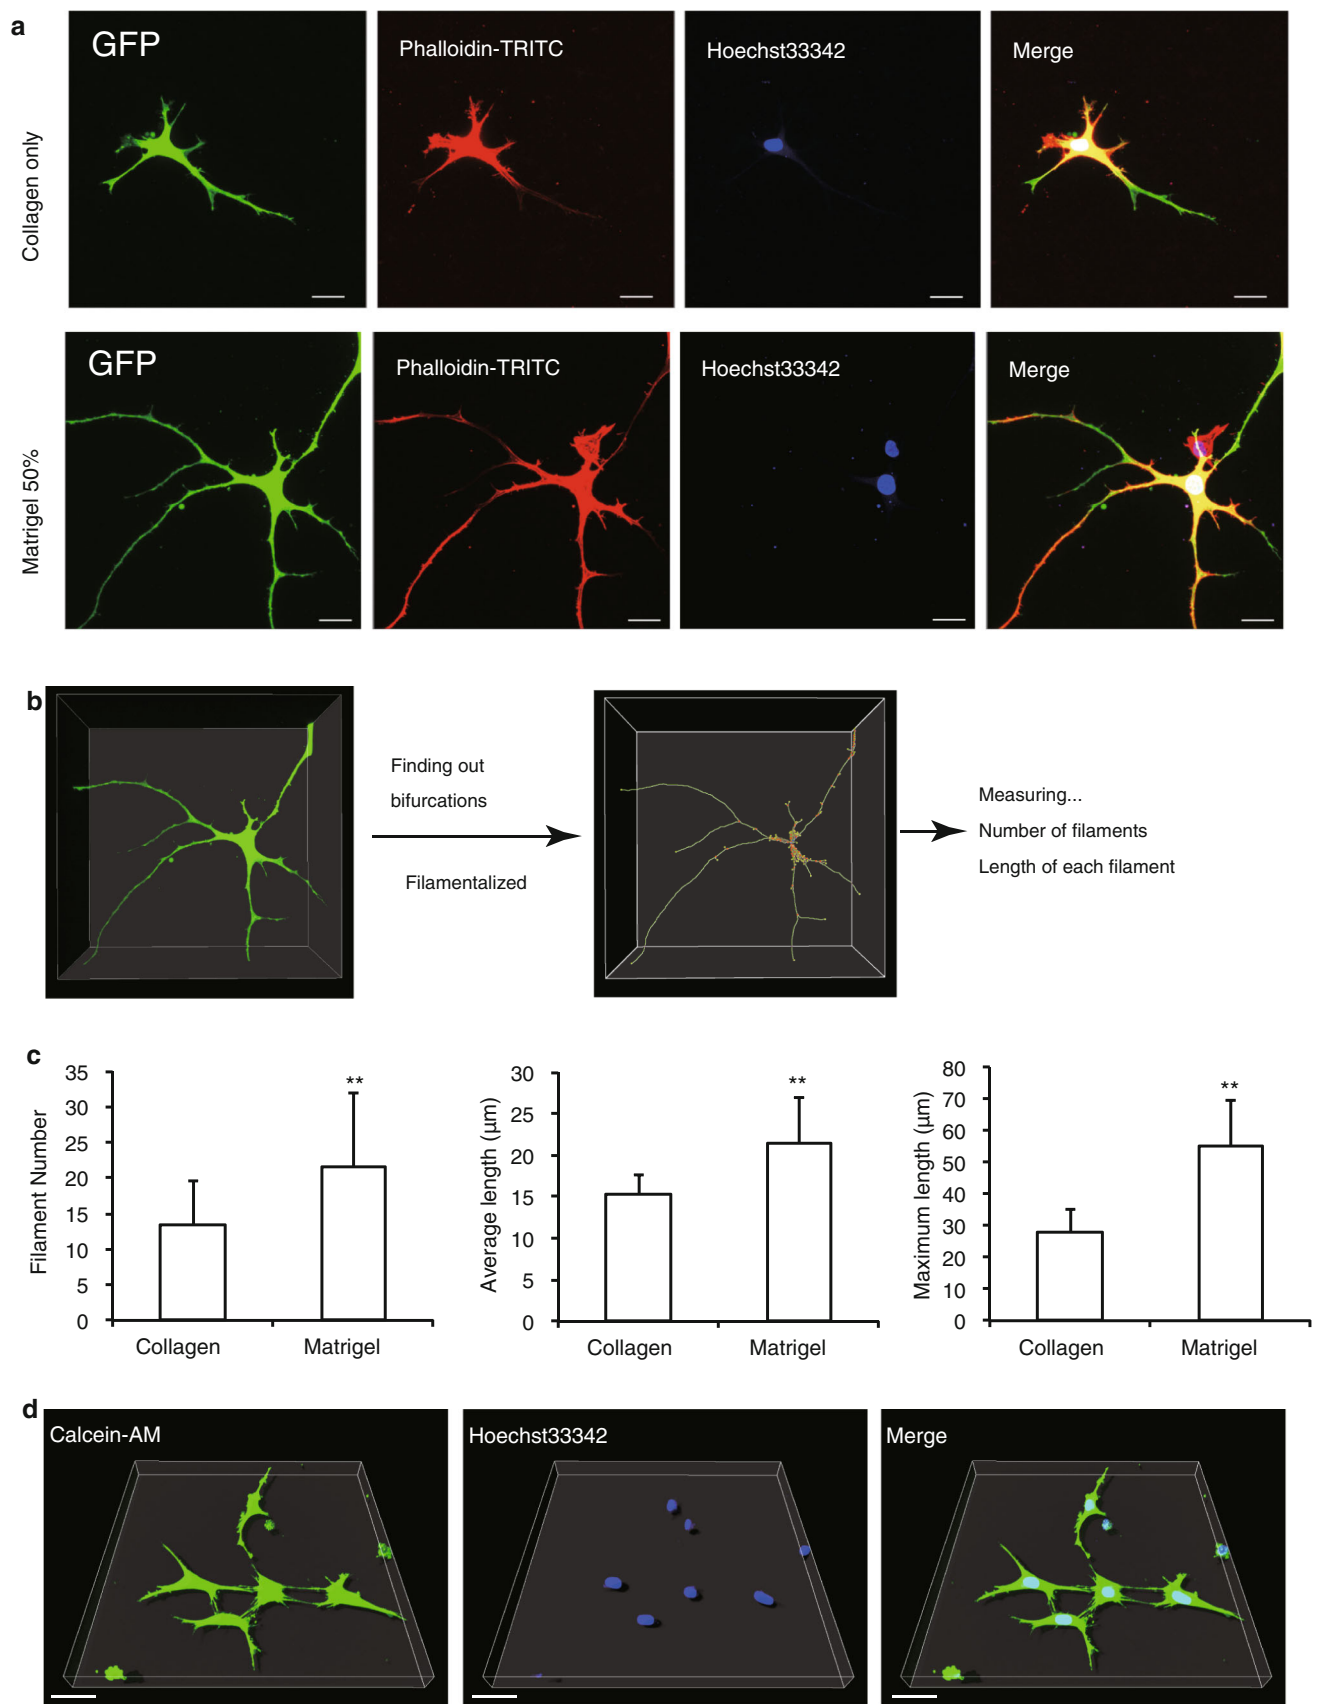 a
GFP
Phalloidin-TRITC
Hoechst33342
Merge
Collagen only
GFP
Phalloidin-TRITC
Hoechst33342
Merge
Matrigel 50%
b
Finding out
bifurcations
Filamentalized
Measuring...
Number of filaments
Length of each filament
c
Filament Number
35
30
25
20
15
10
5
0
**
Collagen
Matrigel
Average length (µm)
30
25
20
15
10
5
0
**
Collagen
Matrigel
Maximum length (µm)
80
70
60
50
40
30
20
10
0
**
Collagen
Matrigel
d
Calcein-AM
Hoechst33342
Merge